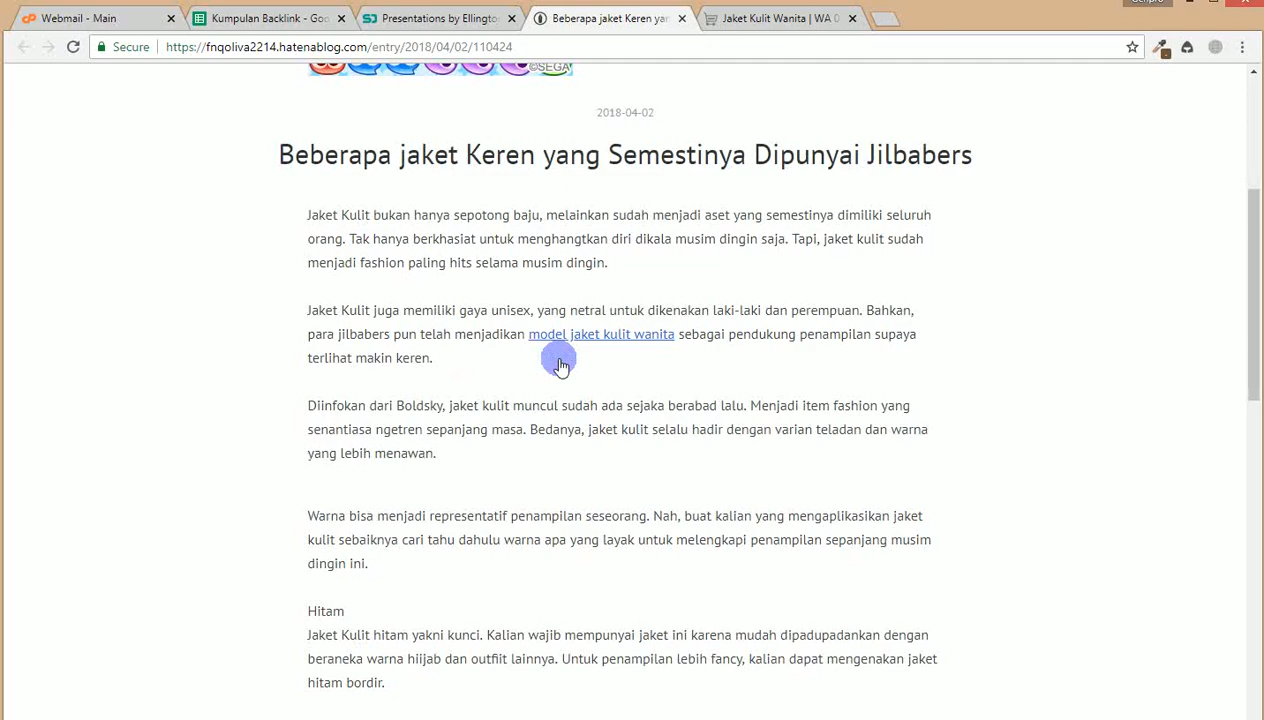 Webmail - Main
Kumpulan Backlink - Goo
Presentations by Ellington
Beberapa jaket Keren yan
Jaket Kulit Wanita | WA 0
Secure
https://fnqoliva2214.hatenablog.com/entry/2018/04/02/110424
©SEGA
2018-04-02
Beberapa jaket Keren yang Semestinya Dipunyai Jilbabers
Jaket Kulit bukan hanya sepotong baju, melainkan sudah menjadi aset yang semestinya dimiliki seluruh
orang. Tak hanya berkhasiat untuk menghangtkan diri dikala musim dingin saja. Tapi, jaket kulit sudah
menjadi fashion paling hits selama musim dingin.
Jaket Kulit juga memiliki gaya unisex, yang netral untuk dikenakan laki-laki dan perempuan. Bahkan,
para jilbabers pun telah menjadikan model jaket kulit wanita sebagai pendukung penampilan supaya
terlihat makin keren.
Diinfokan dari Boldsky, jaket kulit muncul sudah ada sejaka berabad lalu. Menjadi item fashion yang
senantiasa ngetren sepanjang masa. Bedanya, jaket kulit selalu hadir dengan varian teladan dan warna
yang lebih menawan.
Warna bisa menjadi representatif penampilan seseorang. Nah, buat kalian yang mengaplikasikan jaket
kulit sebaiknya cari tahu dahulu warna apa yang layak untuk melengkapi penampilan sepanjang musim
dingin ini.
Hitam
Jaket Kulit hitam yakni kunci. Kalian wajib mempunyai jaket ini karena mudah dipadupadankan dengan
beraneka warna hiijab dan outfiit lainnya. Untuk penampilan lebih fancy, kalian dapat mengenakan jaket
hitam bordir.